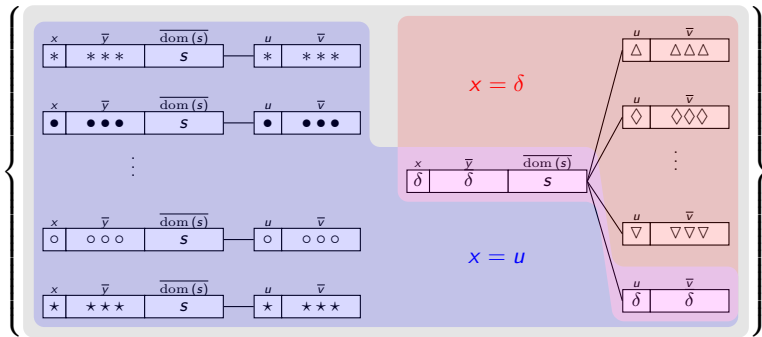 x y̅ dom (s)̅ u v̅
∗ ∗ ∗ ∗ s ∗ ∗ ∗ ∗
x y̅ dom (s)̅ u v̅
• • • • s • • • •
⋮
x y̅ dom (s)̅ u v̅
∘ ∘ ∘ ∘ s ∘ ∘ ∘ ∘
x y̅ dom (s)̅ u v̅
⋆ ⋆ ⋆ ⋆ s ⋆ ⋆ ⋆ ⋆
x = δ
x y̅ dom (s)̅
δ δ̅ s
x = u
u v̅
△ △ △ △
u v̅
◊ ◊ ◊ ◊
⋮
u v̅
▽ ▽ ▽ ▽
u v̅
δ δ̅